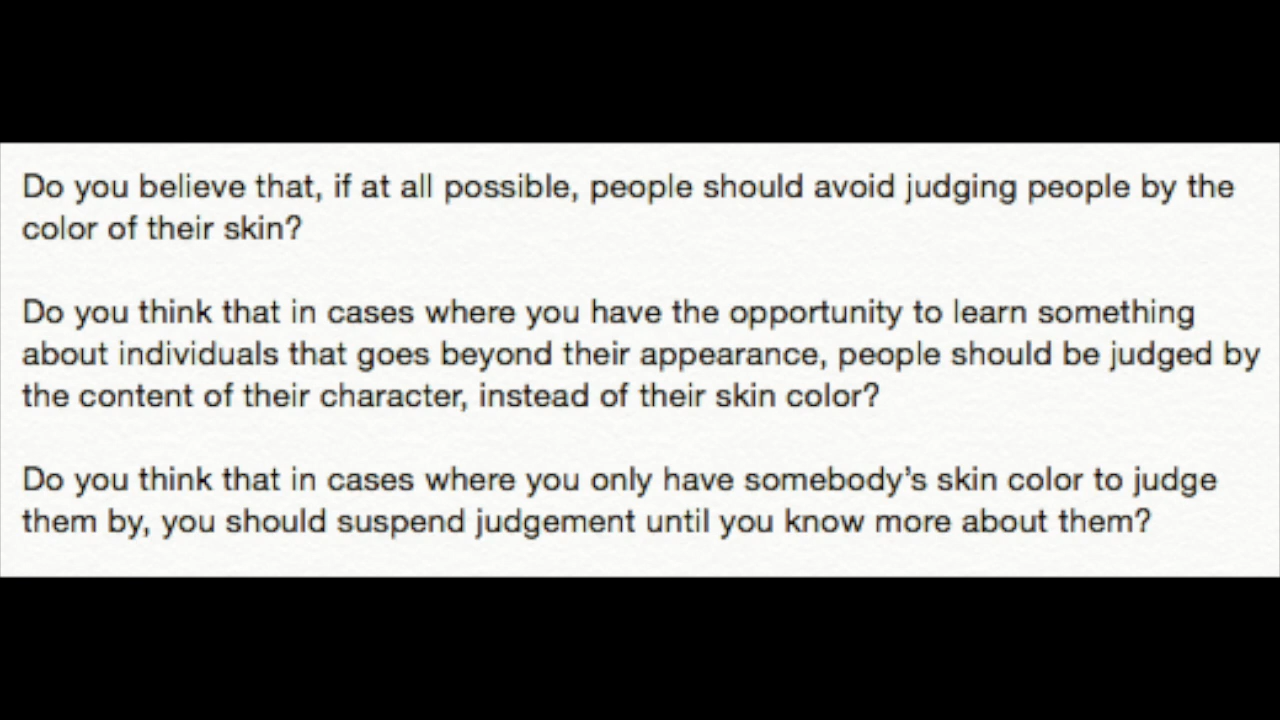 Do you believe that, if at all possible, people should avoid judging people by the
color of their skin?
Do you think that in cases where you have the opportunity to learn something
about individuals that goes beyond their appearance, people should be judged by
the content of their character, instead of their skin color?
Do you think that in cases where you only have somebody’s skin color to judge
them by, you should suspend judgement until you know more about them?